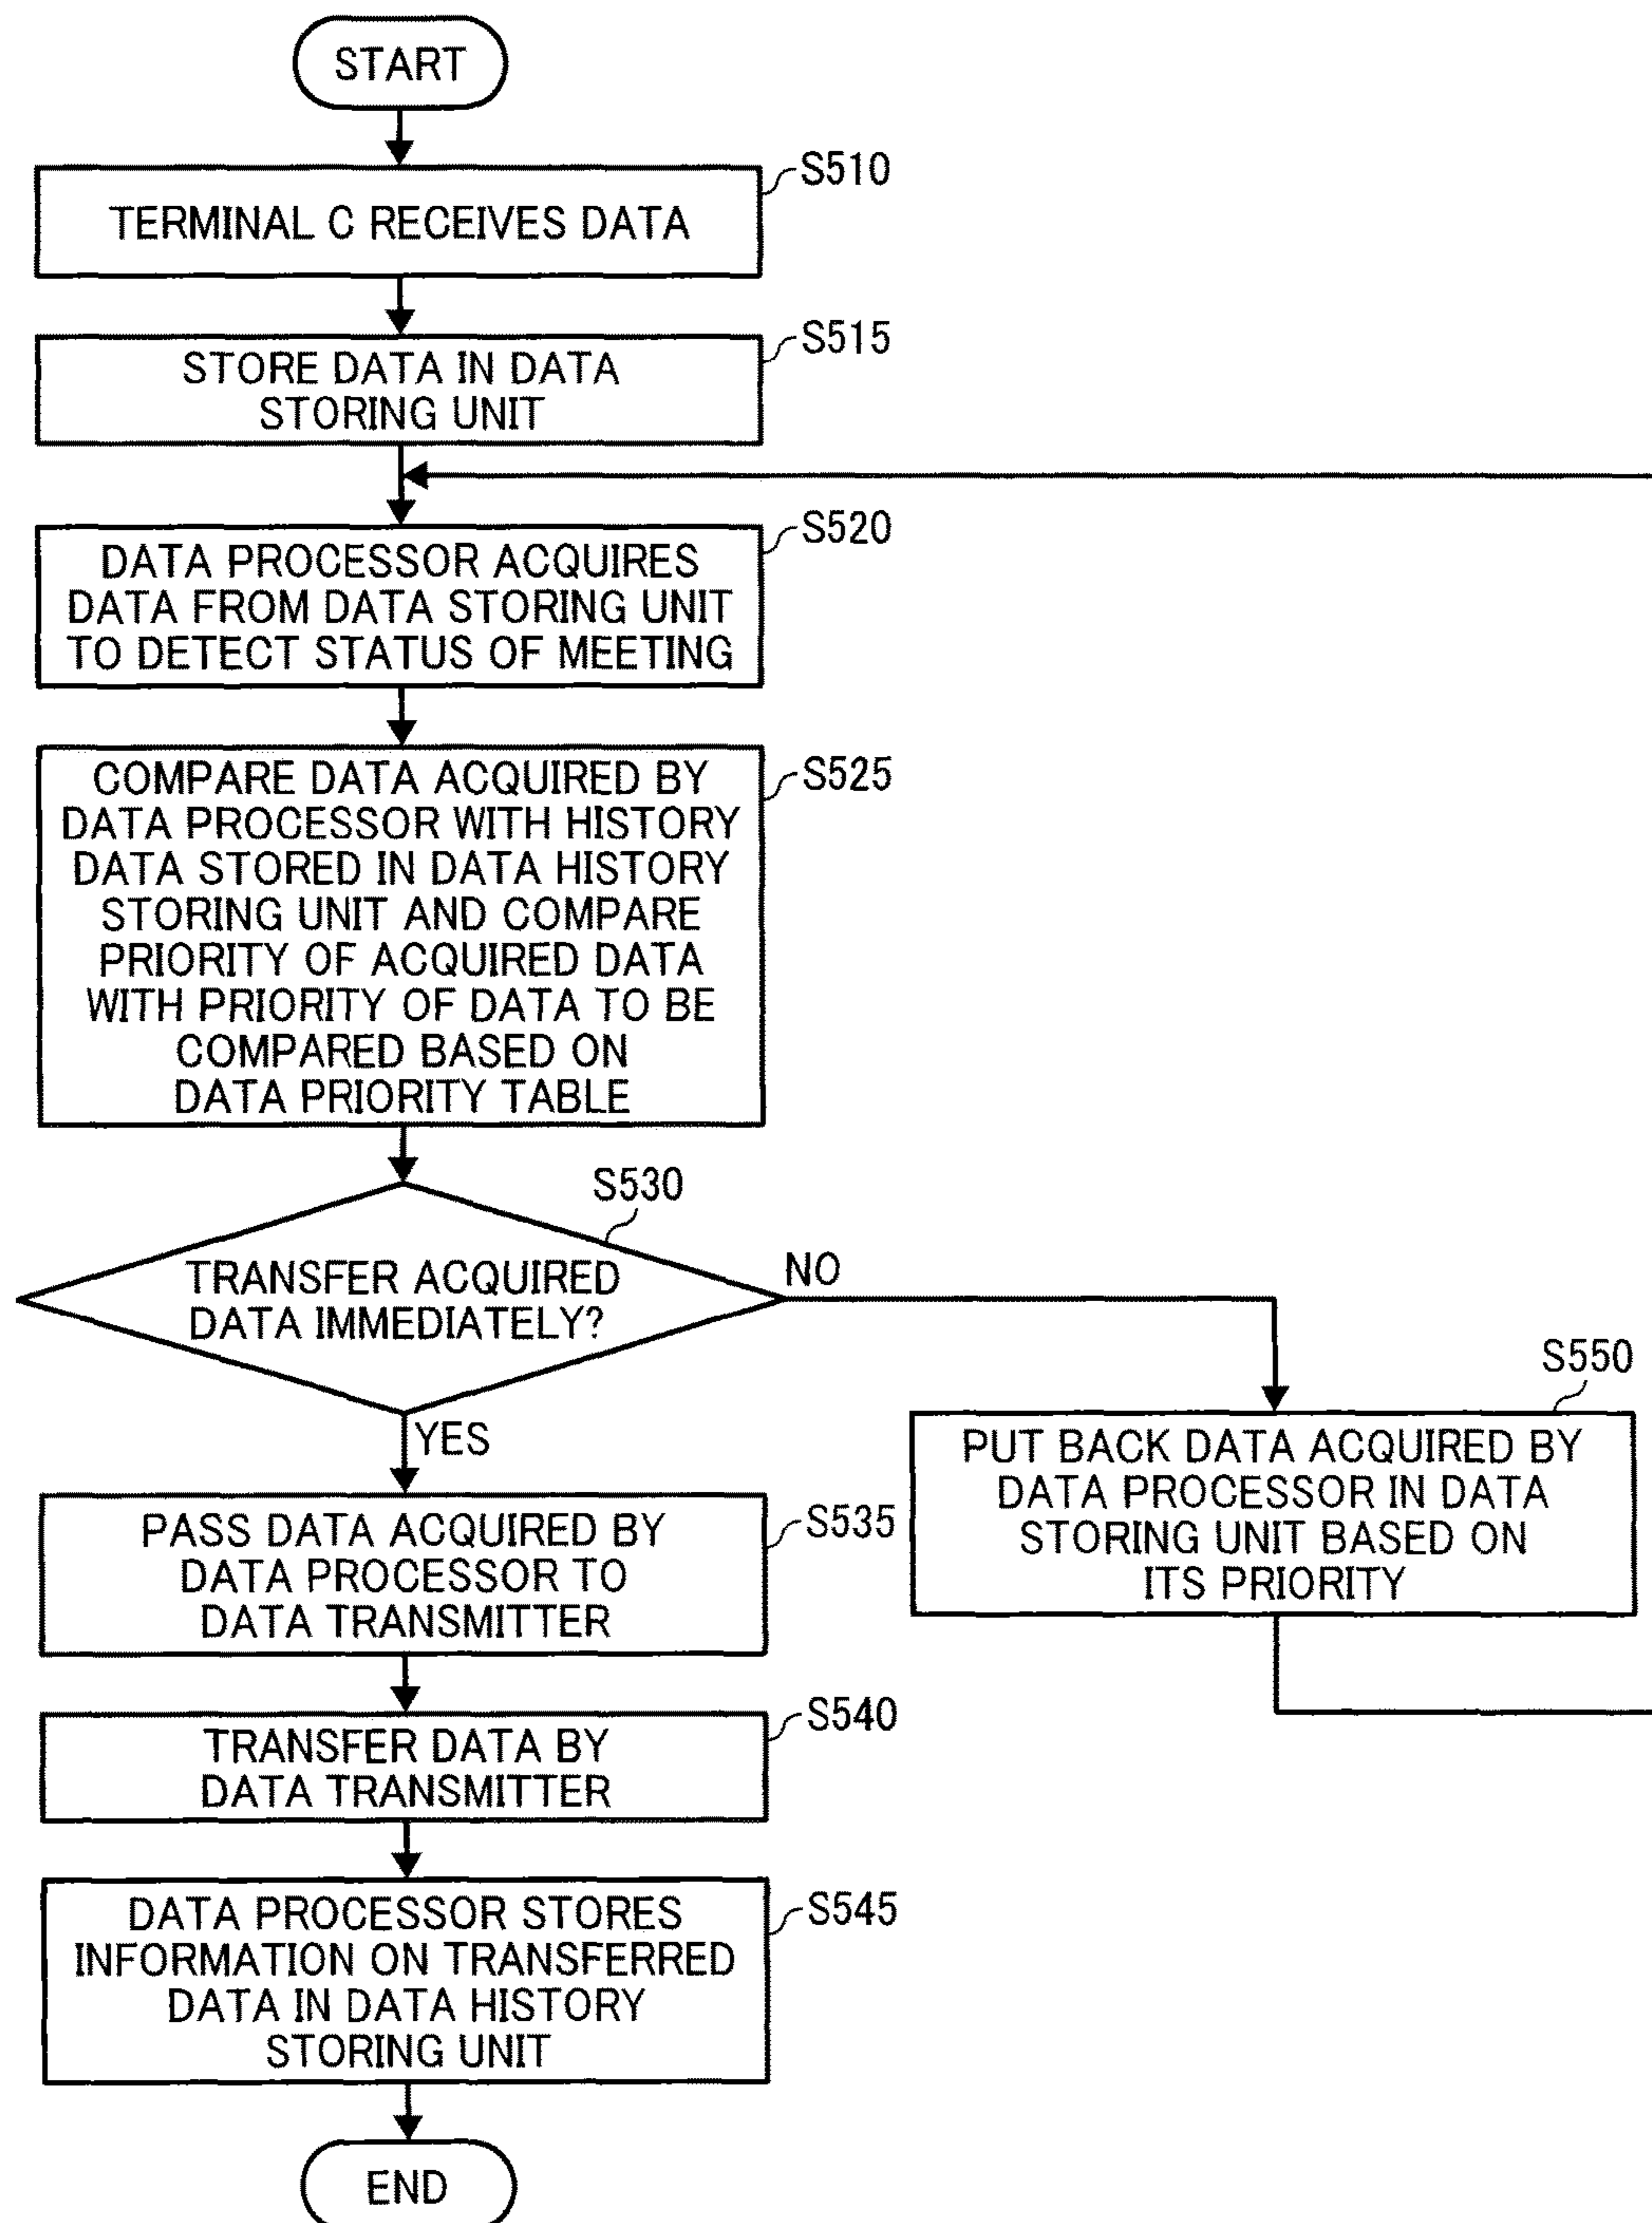 START
S510
TERMINAL C RECEIVES DATA
S515
STORE DATA IN DATA
STORING UNIT
S520
DATA PROCESSOR ACQUIRES
DATA FROM DATA STORING UNIT
TO DETECT STATUS OF MEETING
S525
COMPARE DATA ACQUIRED BY
DATA PROCESSOR WITH HISTORY
DATA STORED IN DATA HISTORY
STORING UNIT AND COMPARE
PRIORITY OF ACQUIRED DATA
WITH PRIORITY OF DATA TO BE
COMPARED BASED ON
DATA PRIORITY TABLE
S530
TRANSFER ACQUIRED
DATA IMMEDIATELY?
NO
YES
S550
PUT BACK DATA ACQUIRED BY
DATA PROCESSOR IN DATA
STORING UNIT BASED ON
ITS PRIORITY
S535
PASS DATA ACQUIRED BY
DATA PROCESSOR TO
DATA TRANSMITTER
S540
TRANSFER DATA BY
DATA TRANSMITTER
S545
DATA PROCESSOR STORES
INFORMATION ON TRANSFERRED
DATA IN DATA HISTORY
STORING UNIT
END